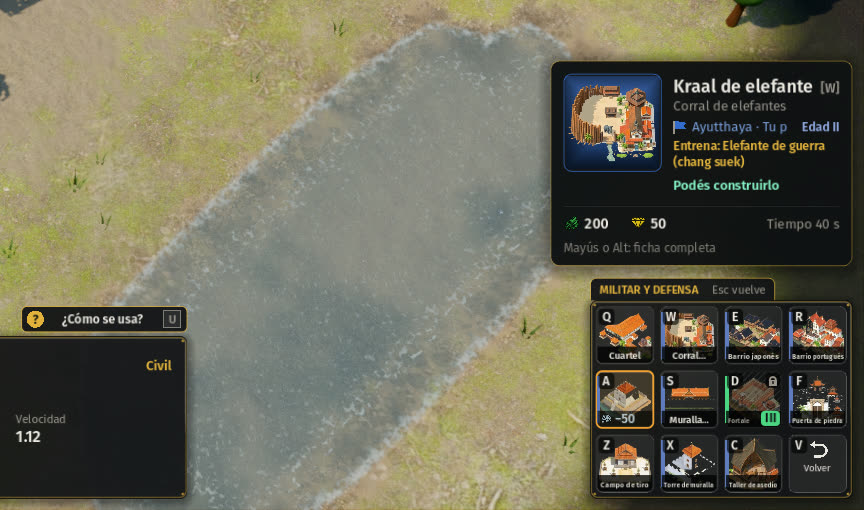 Kraal de elefante [W]
Corral de elefantes
Ayutthaya · Tu p Edad II
Entrena: Elefante de guerra
(chang suek)
Podés construirlo
200 50 Tiempo 40 s
Mayús o Alt: ficha completa
MILITAR Y DEFENSA Esc vuelve
Q W E R
Cuartel Corral... Barrio japonés Barrio portugués
A S D F
-50 Muralla... Fortale III Puerta de piedra
Z X C V
Campo de tiro Torre de muralla Taller de asedio Volver
? ¿Cómo se usa? U
Civil
Velocidad
1.12